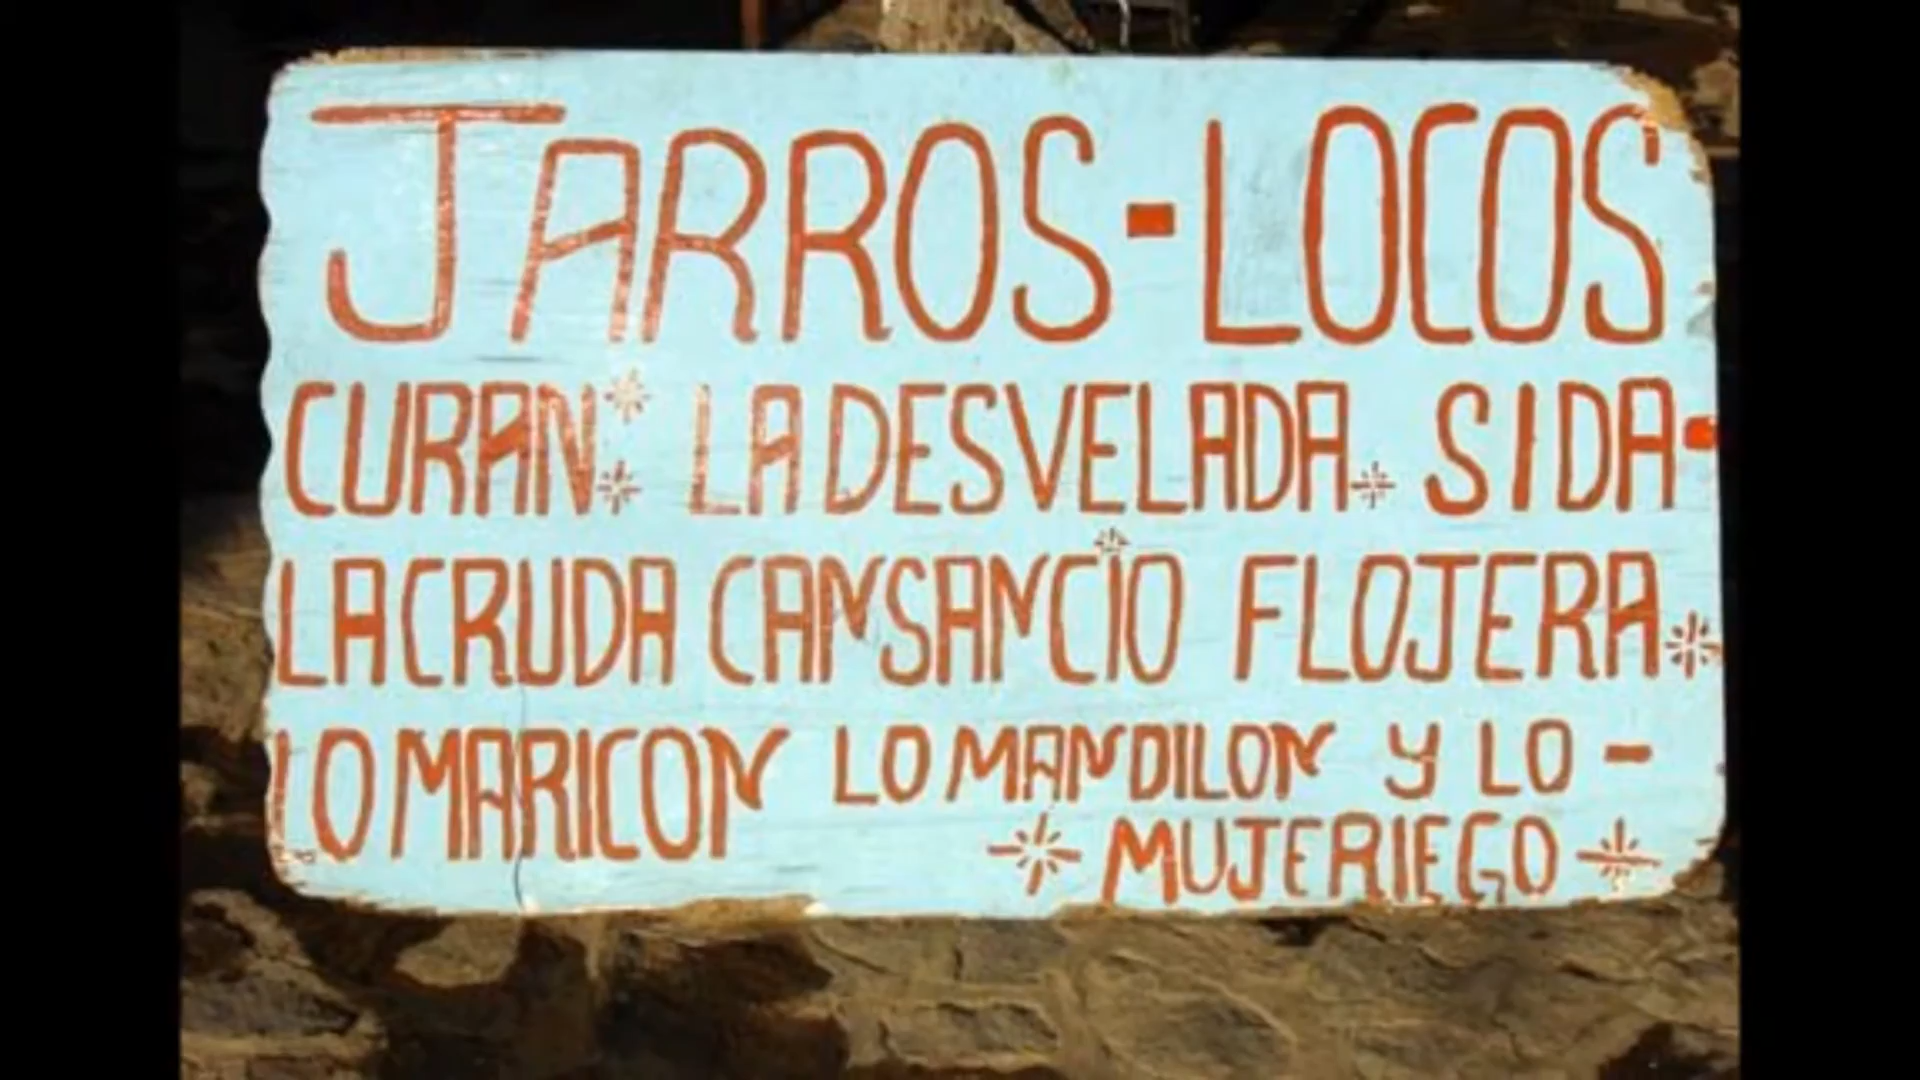 JARROS-LOCOS
CURAN* LA DESVELADA* SIDA-
LA CRUDA CANSANCIO FLOJERA*
LO MARICON LO MANDILON Y LO -
* MUJERIEGO *